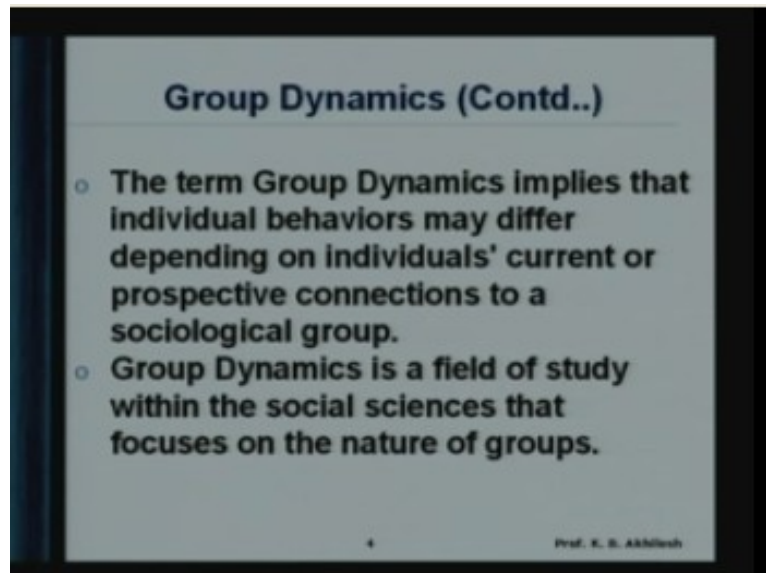 Group Dynamics (Contd..)
o The term Group Dynamics implies that
individual behaviors may differ
depending on individuals' current or
prospective connections to a
sociological group.
o Group Dynamics is a field of study
within the social sciences that
focuses on the nature of groups.
4 Prof. K. B. Akhilesh